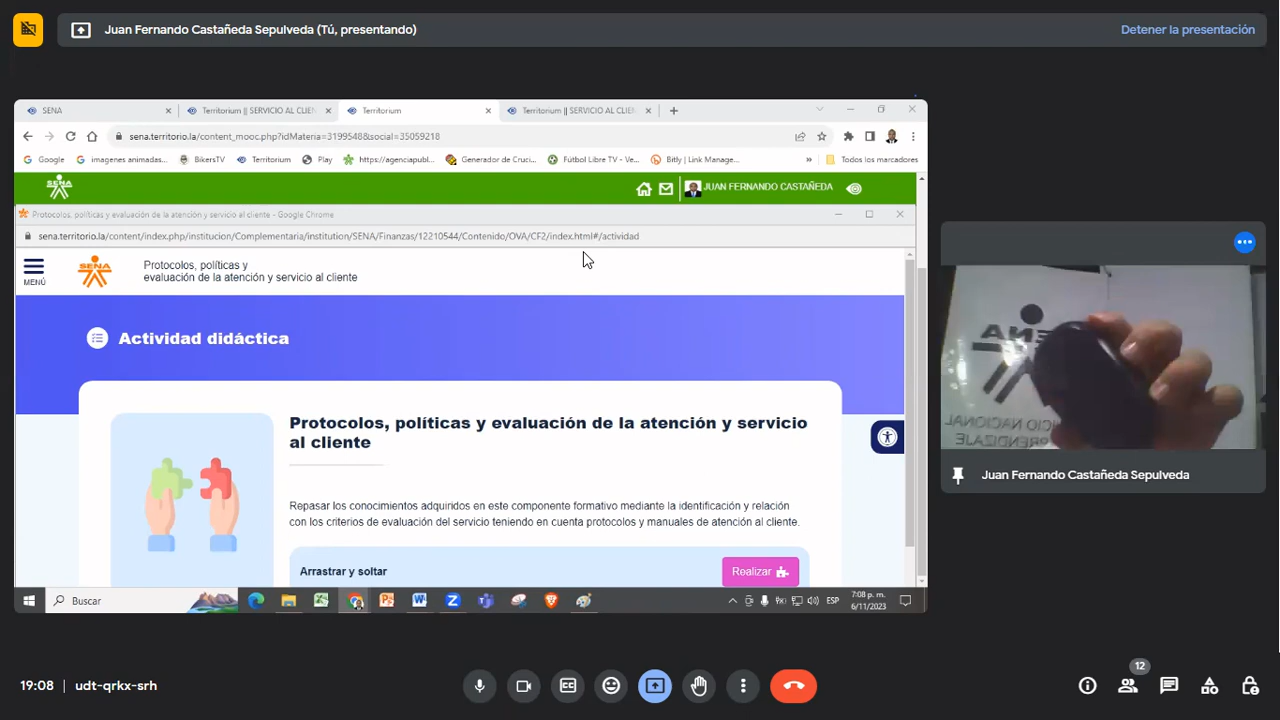 Juan Fernando Castañeda Sepulveda (Tú, presentando)
Detener la presentación
SENA
Territorium || SERVICIO AL CLIEN
Territorium
Territorium || SERVICIO AL CLIEN
sena.territorio.la/content_mooc.php?idMateria=3199548&social=35059218
Google
imagenes animadas...
BikersTV
Territorium
Play
https://agenciapubl...
Generador de Cruci...
Fútbol Libre TV - Ve...
Bitly | Link Manage...
»
Todos los marcadores
SENA
JUAN FERNANDO CASTAÑEDA
Protocolos, políticas y evaluación de la atención y servicio al cliente - Google Chrome
sena.territorio.la/content/index.php/institucion/Complementaria/institution/SENA/Finanzas/12210544/Contenido/OVA/CF2/index.html#/actividad
MENÚ
SENA
Protocolos, políticas y
evaluación de la atención y servicio al cliente
Actividad didáctica
Protocolos, políticas y evaluación de la atención y servicio
al cliente
Repasar los conocimientos adquiridos en este componente formativo mediante la identificación y relación
con los criterios de evaluación del servicio teniendo en cuenta protocolos y manuales de atención al cliente.
Arrastrar y soltar
Realizar
Buscar
ESP
7:08 p. m.
6/11/2023
SENA
Juan Fernando Castañeda Sepulveda
19:08 | udt-qrkx-srh
12